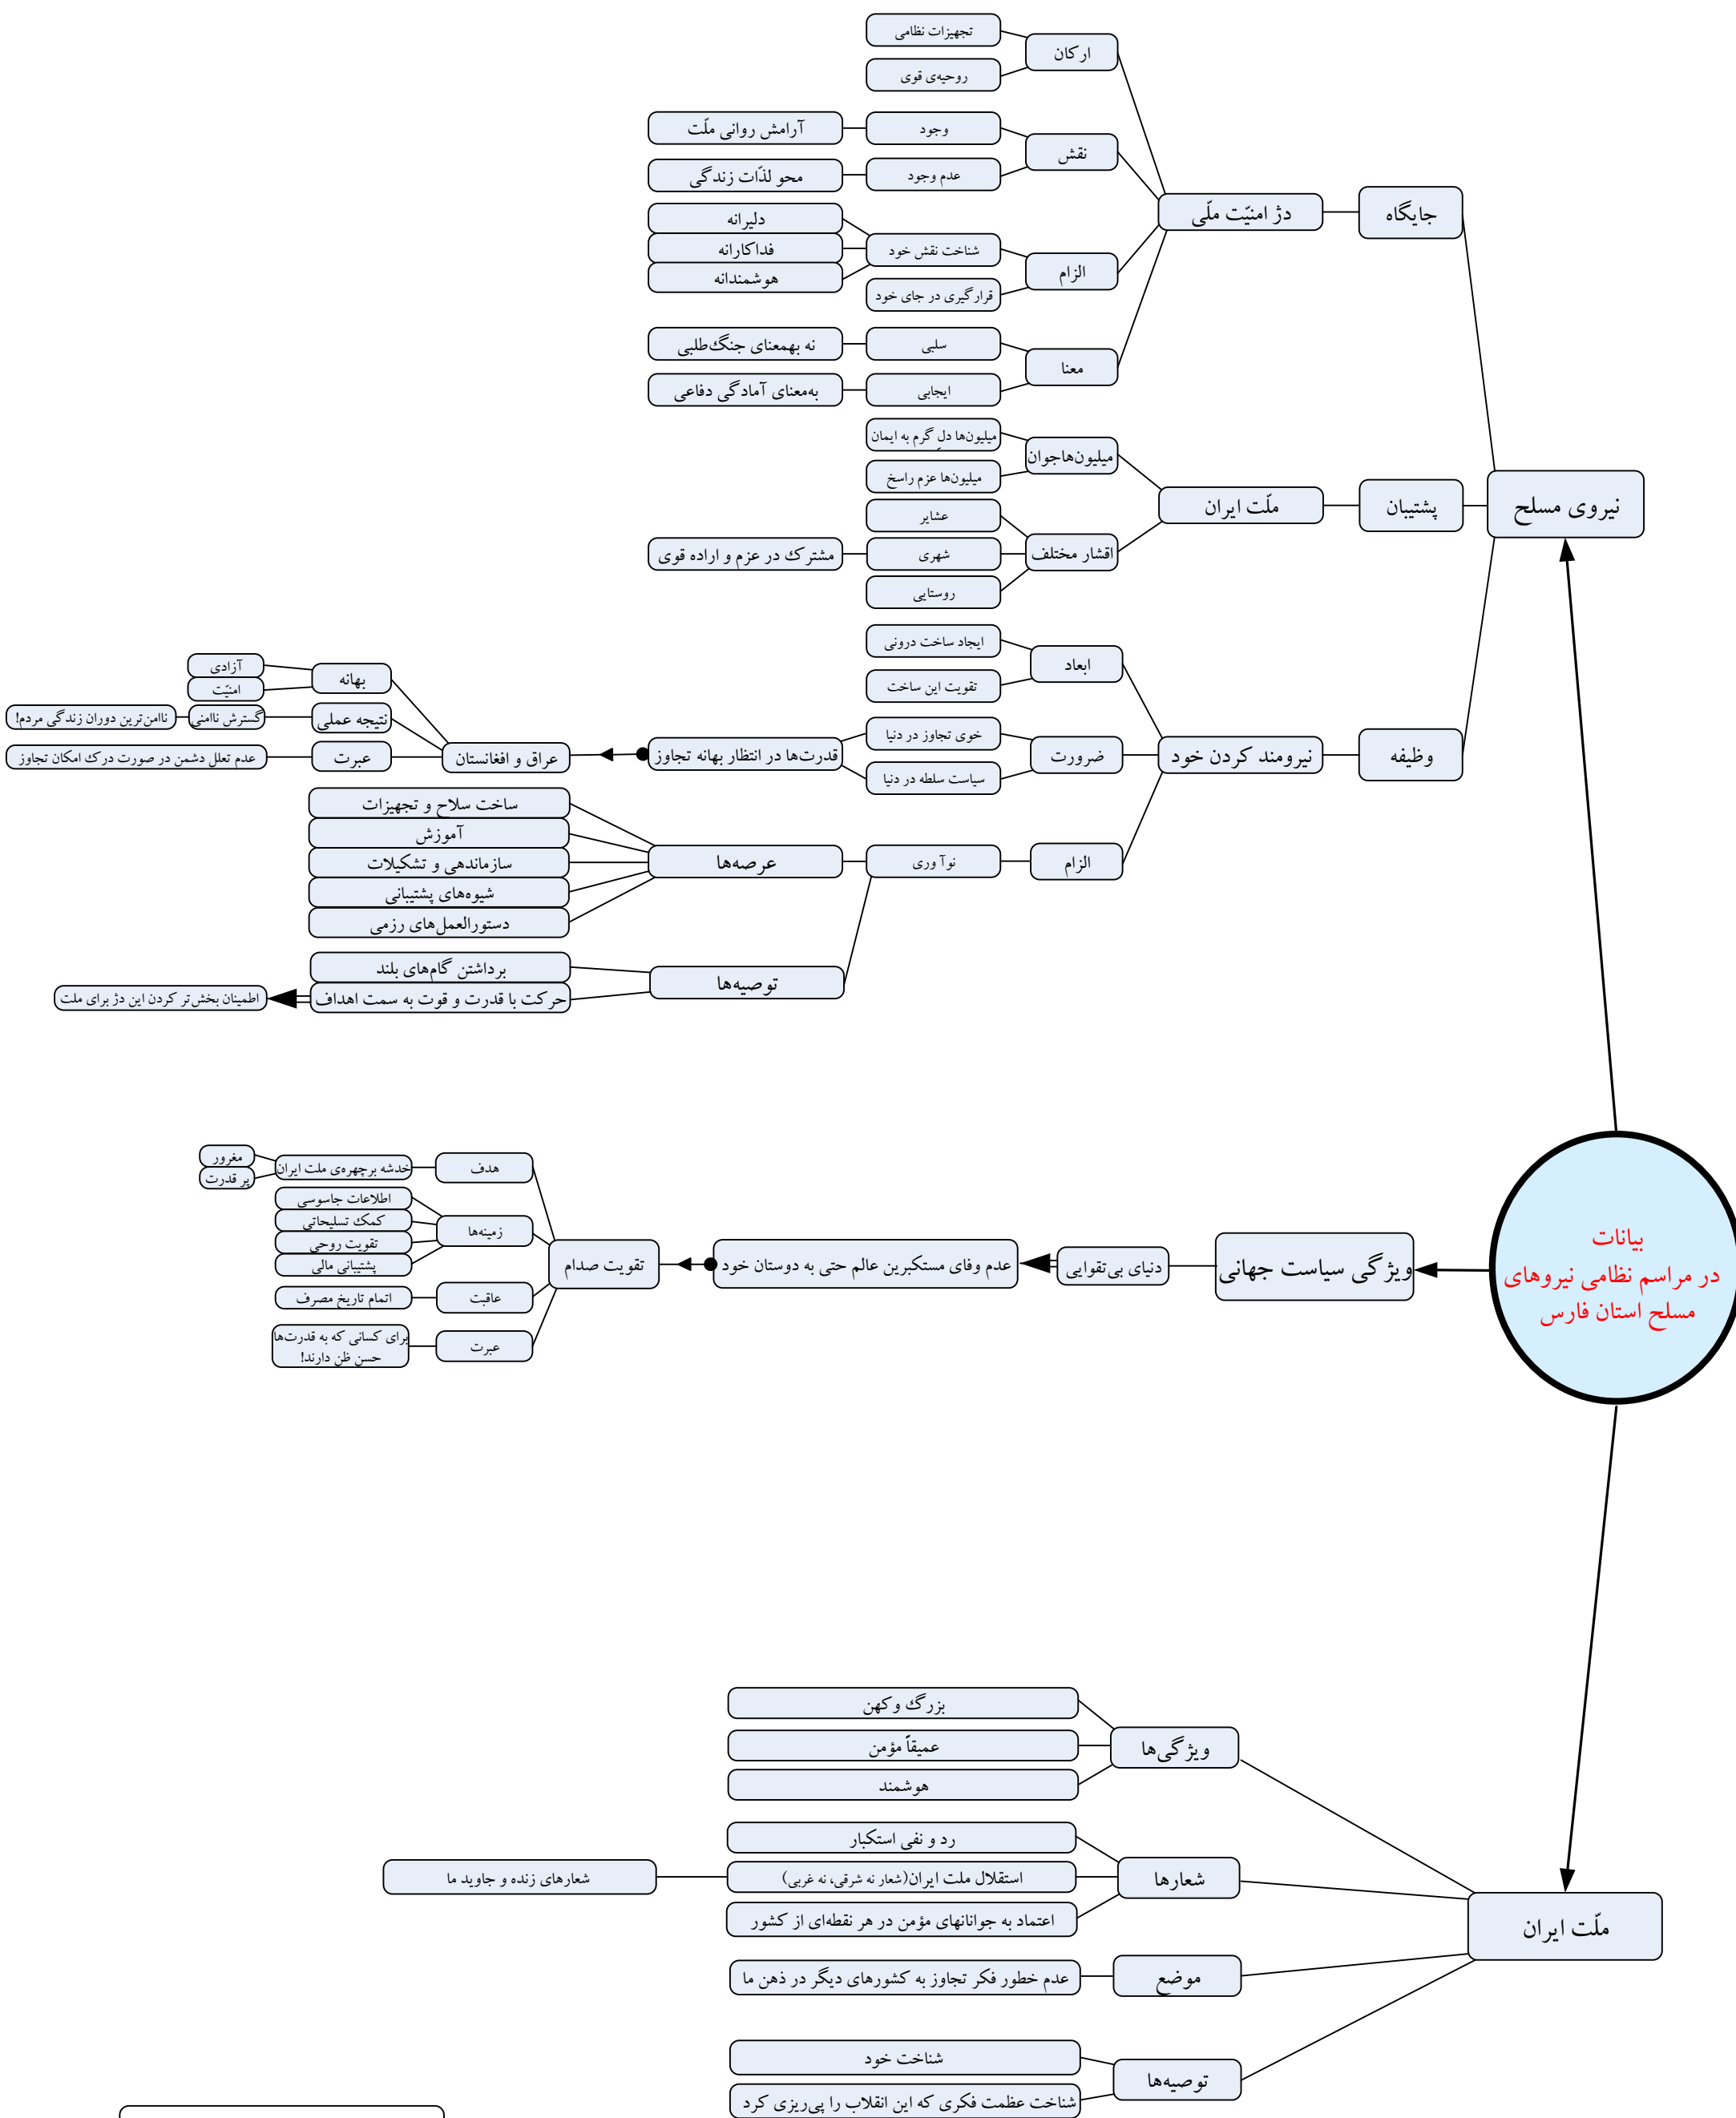 بیانات
در مراسم نظامی نیروهای
مسلح استان فارس
نیروی مسلح
جایگاه
دژ امنیّت ملّی
ارکان
تجهیزات نظامی
روحیه‌ی قوی
نقش
وجود
آرامش روانی ملّت
عدم وجود
محو لذّات زندگی
الزام
شناخت نقش خود
دلیرانه
فداکارانه
هوشمندانه
قرارگیری در جای خود
معنا
سلبی
نه بهمعنای جنگ‌طلبی
ایجابی
به‌معنای آمادگی دفاعی
پشتیبان
ملّت ایران
میلیون‌هاجوان
میلیون‌ها دلِ گرم به ایمان
میلیون‌ها عزم راسخ
اقشار مختلف
عشایر
شهری
روستایی
مشترک در عزم و اراده قوی
وظیفه
نیرومند کردن خود
ابعاد
ایجاد ساخت درونی
تقویت این ساخت
ضرورت
خوی تجاوز در دنیا
سیاست سلطه در دنیا
قدرت‌ها در انتظار بهانه تجاوز
عراق و افغانستان
بهانه
آزادی
امنیّت
نتیجه عملی
گسترش ناامنی
ناامن‌ترین دوران زندگی مردم!
عبرت
عدم تعلل دشمن در صورت درک امکان تجاوز
الزام
نوآ وری
عرصه‌ها
ساخت سلاح و تجهیزات
آموزش
سازماندهی و تشکیلات
شیوه‌های پشتیبانی
دستورالعمل‌های رزمی
توصیه‌ها
برداشتن گام‌های بلند
حرکت با قدرت و قوت به سمت اهداف
اطمینان بخش‌تر کردن این دژ برای ملت
ویژگی سیاست جهانی
دنیای بی‌تقوایی
عدم وفای مستکبرین عالم حتی به دوستان خود
تقویت صدام
هدف
خدشه برچهره‌ی ملت ایران
مغرور
پر قدرت
زمینه‌ها
اطلاعات جاسوسی
کمک تسلیحاتی
تقویت روحی
پشتیبانی مالی
عاقبت
اتمام تاریخ مصرف
عبرت
برای کسانی که به قدرت‌ها
حسن ظن دارند!
ملّت ایران
ویژگی‌ها
بزرگ وکهن
عمیقاً مؤمن
هوشمند
شعارها
رد و نفی استکبار
استقلال ملت ایران(شعار نه شرقی، نه غربی)
شعارهای زنده و جاوید ما
اعتماد به جوانانهای مؤمن در هر نقطه‌ای از کشور
موضع
عدم خطور فکر تجاوز به کشورهای دیگر در ذهن ما
توصیه‌ها
شناخت خود
شناخت عظمت فکری که این انقلاب را پی‌ریزی کرد